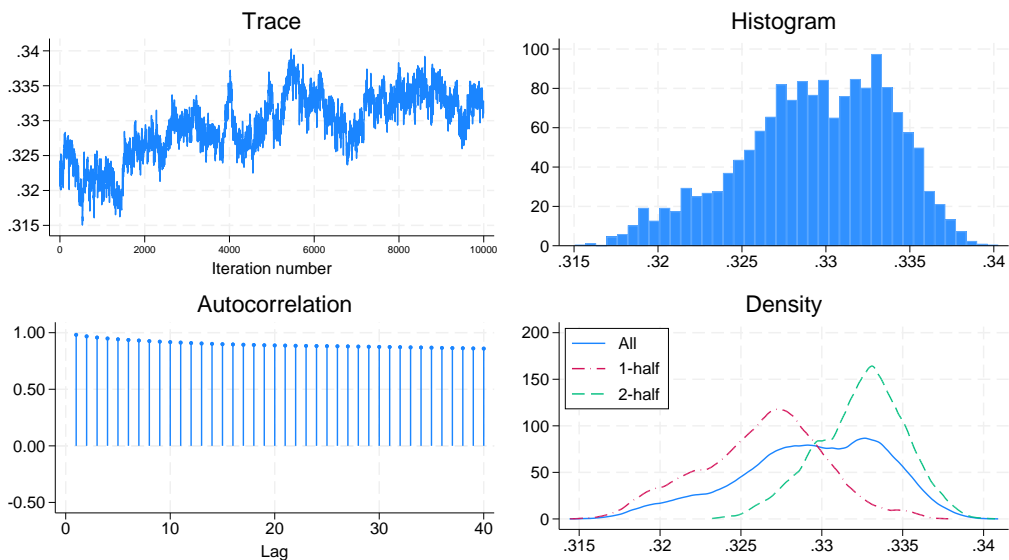 Trace
.34
.335
.33
.325
.32
.315
0 2000 4000 6000 8000 10000
Iteration number
Histogram
100
80
60
40
20
0
.315 .32 .325 .33 .335 .34
Autocorrelation
1.00
0.50
0.00
-0.50
0 10 20 30 40
Lag
Density
200
150
100
50
0
All
1-half
2-half
.315 .32 .325 .33 .335 .34